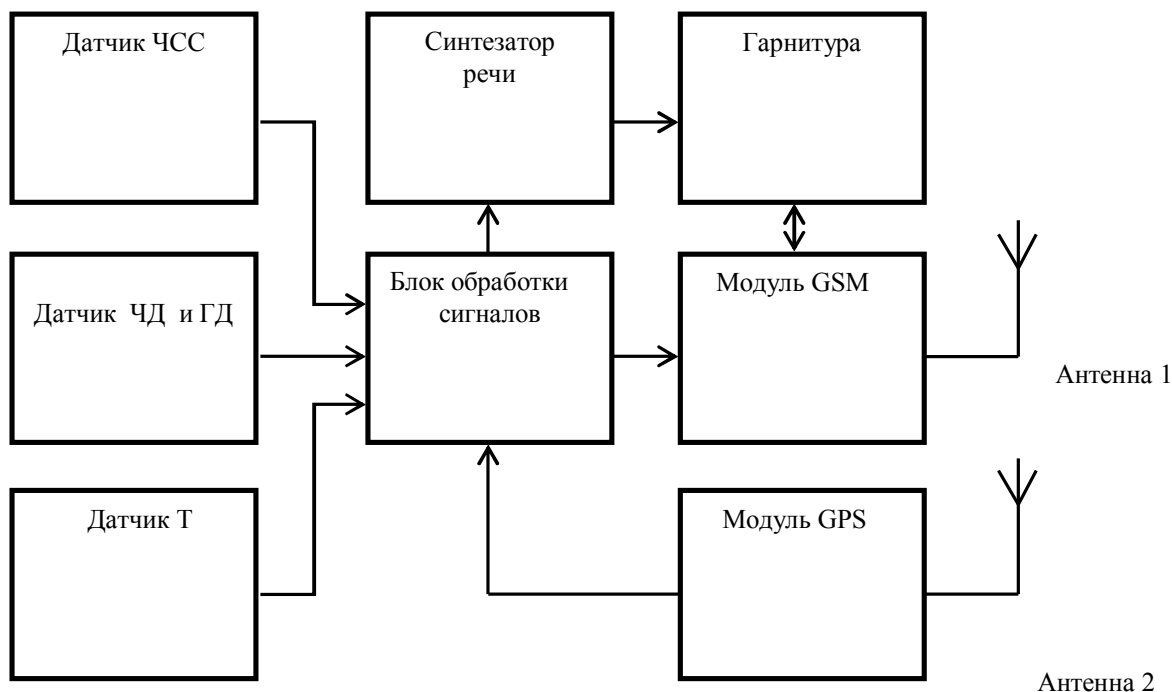 Датчик ЧСС
Синтезатор
речи
Гарнитура
Датчик ЧД и ГД
Блок обработки
сигналов
Модуль GSM
Антенна 1
Датчик Т
Модуль GPS
Антенна 2